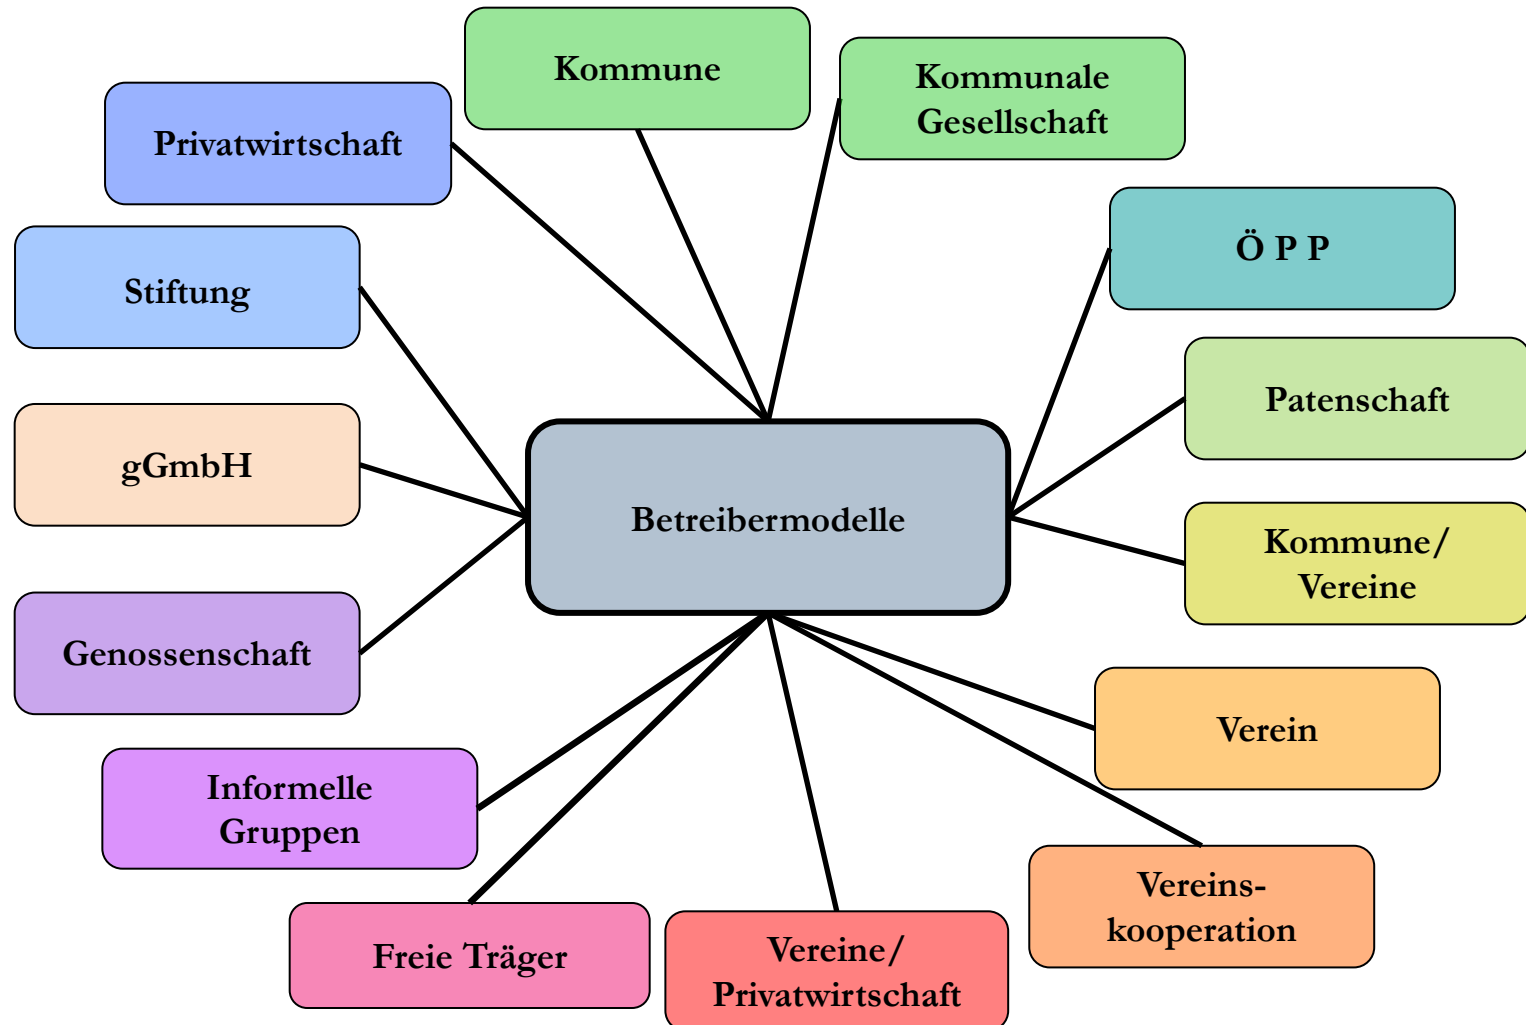 Kommune
Kommunale
Gesellschaft
Privatwirtschaft
Ö P P
Stiftung
Patenschaft
gGmbH
Betreibermodelle
Kommune/
Vereine
Genossenschaft
Verein
Informelle
Gruppen
Vereins-
kooperation
Freie Träger
Vereine/
Privatwirtschaft